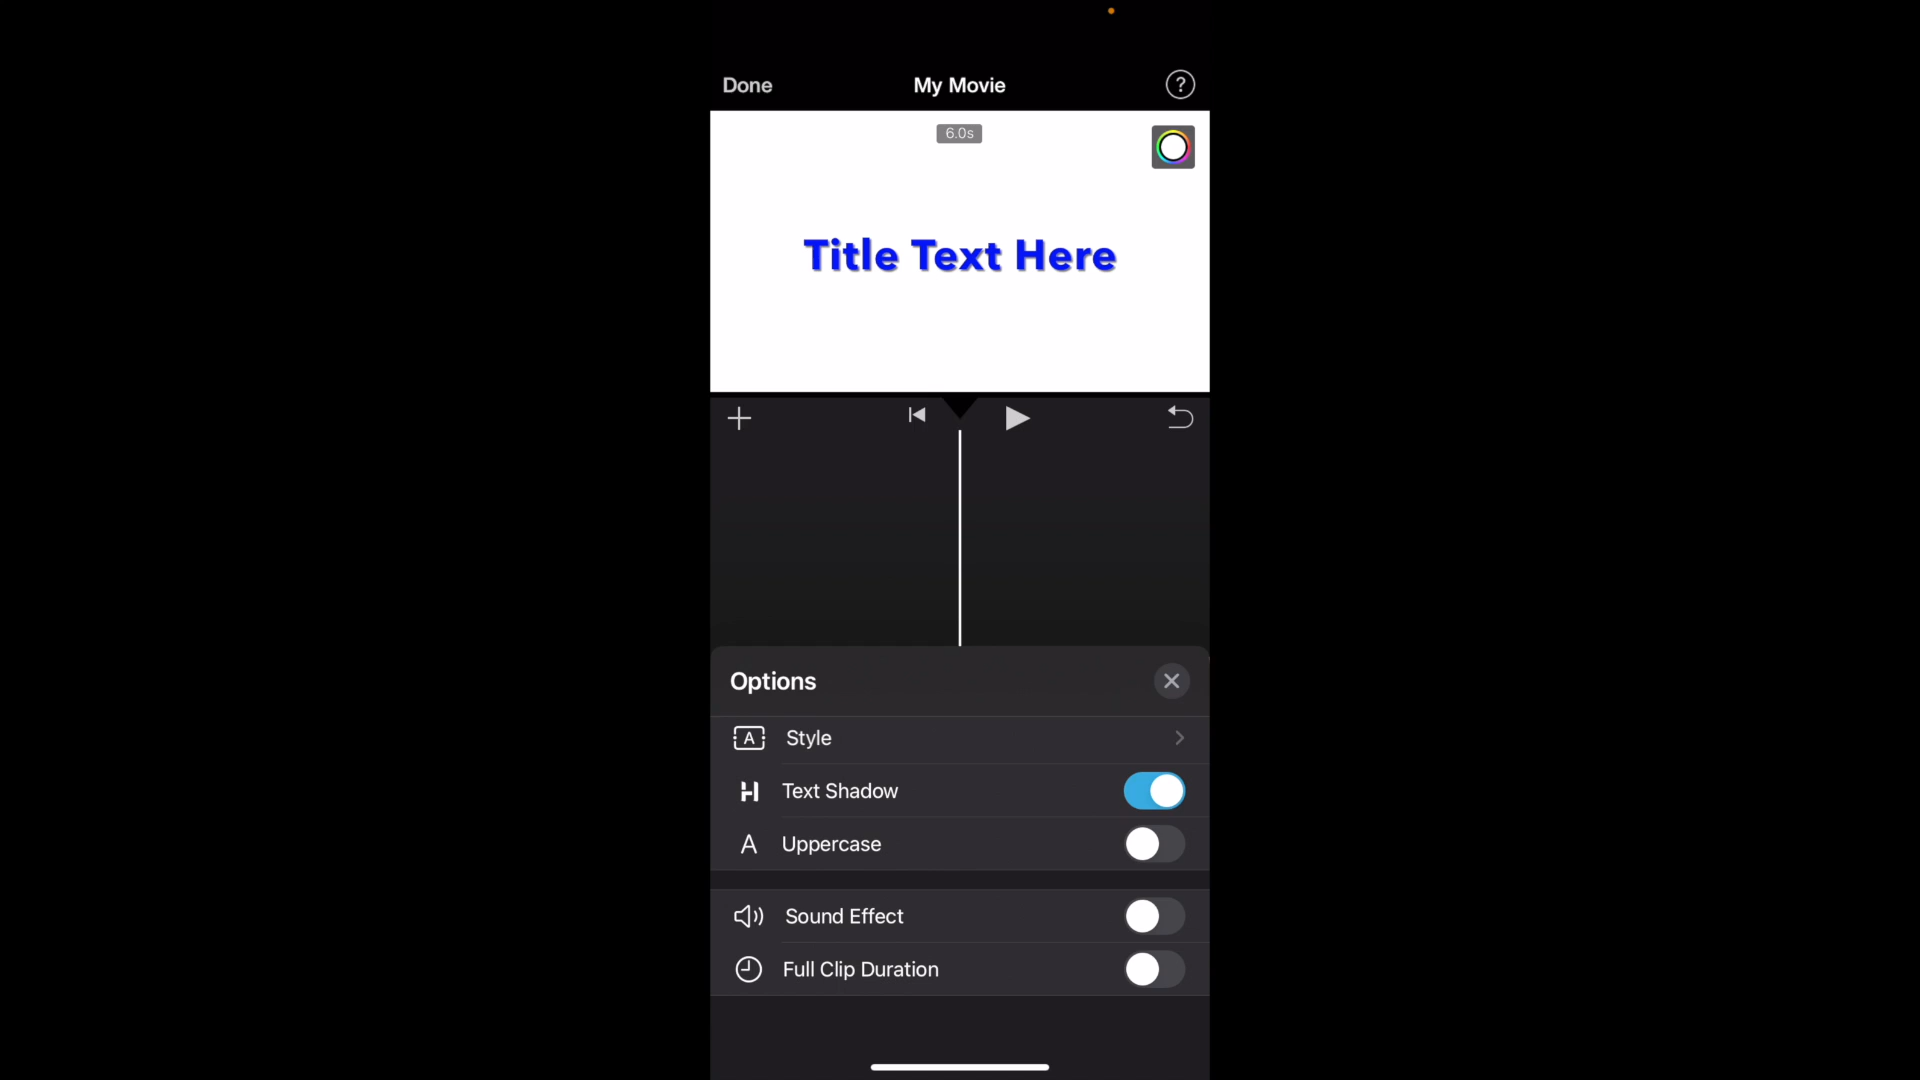 Done
My Movie
?
6.0s
Title Text Here
Options
A Style
Text Shadow
A Uppercase
Sound Effect
Full Clip Duration